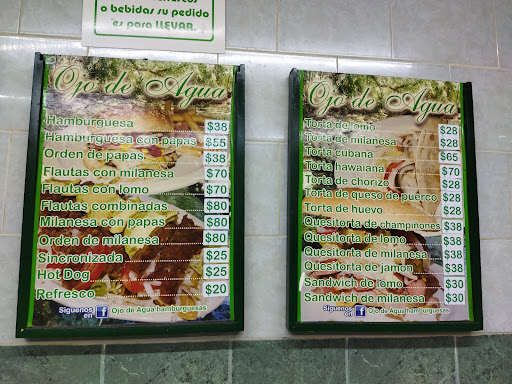 o bebidas su pedido
es para LLEVAR.
Ojo de Agua
Hamburguesa $38
Hamburguesa con papas $55
Orden de papas $38
Flautas con milanesa $70
Flautas con lomo $70
Flautas combinadas $80
Milanesa con papas $80
Orden de milanesa $80
Sincronizada $25
Hot Dog $25
Refresco $20
Siguenos
en f Ojo de Agua hamburguesas
Ojo de Agua
Torta de lomo $28
Torta de milanesa $28
Torta cubana $65
Torta hawaiana $70
Torta de chorizo $28
Torta de queso de puerco $28
Torta de huevo $28
Quesitorta de champiñones $38
Quesitorta de lomo $38
Quesitorta de milanesa $38
Quesitorta de jamon $38
Sandwich de lomo $30
Sandwich de milanesa $30
Siguenos
en f Ojo de Agua hamburguesas